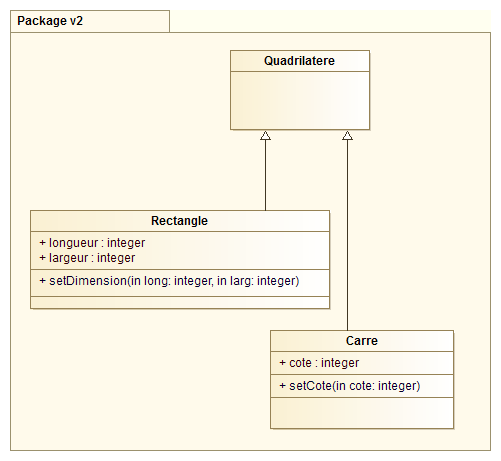 Package v2
Quadrilatere
Rectangle
+ longueur : integer
+ largeur : integer
+ setDimension(in long: integer, in larg: integer)
Carre
+ cote : integer
+ setCote(in cote: integer)